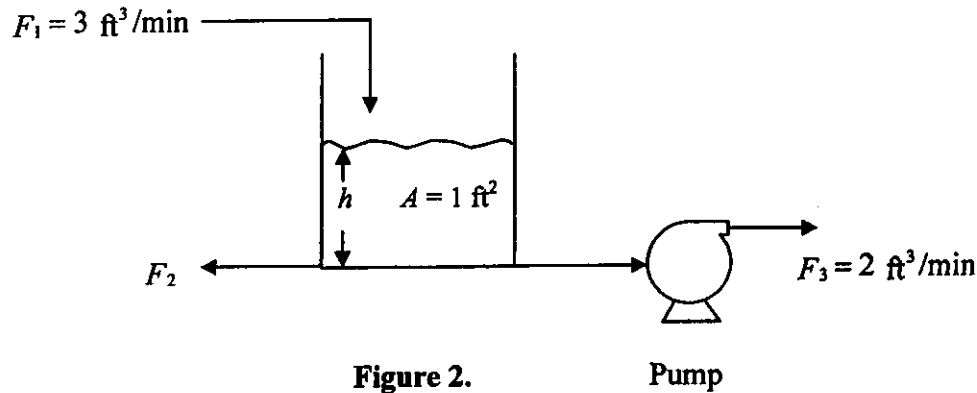 F₁ = 3 ft³/min
h
A = 1 ft²
F₂
F₃ = 2 ft³/min
Figure 2.
Pump